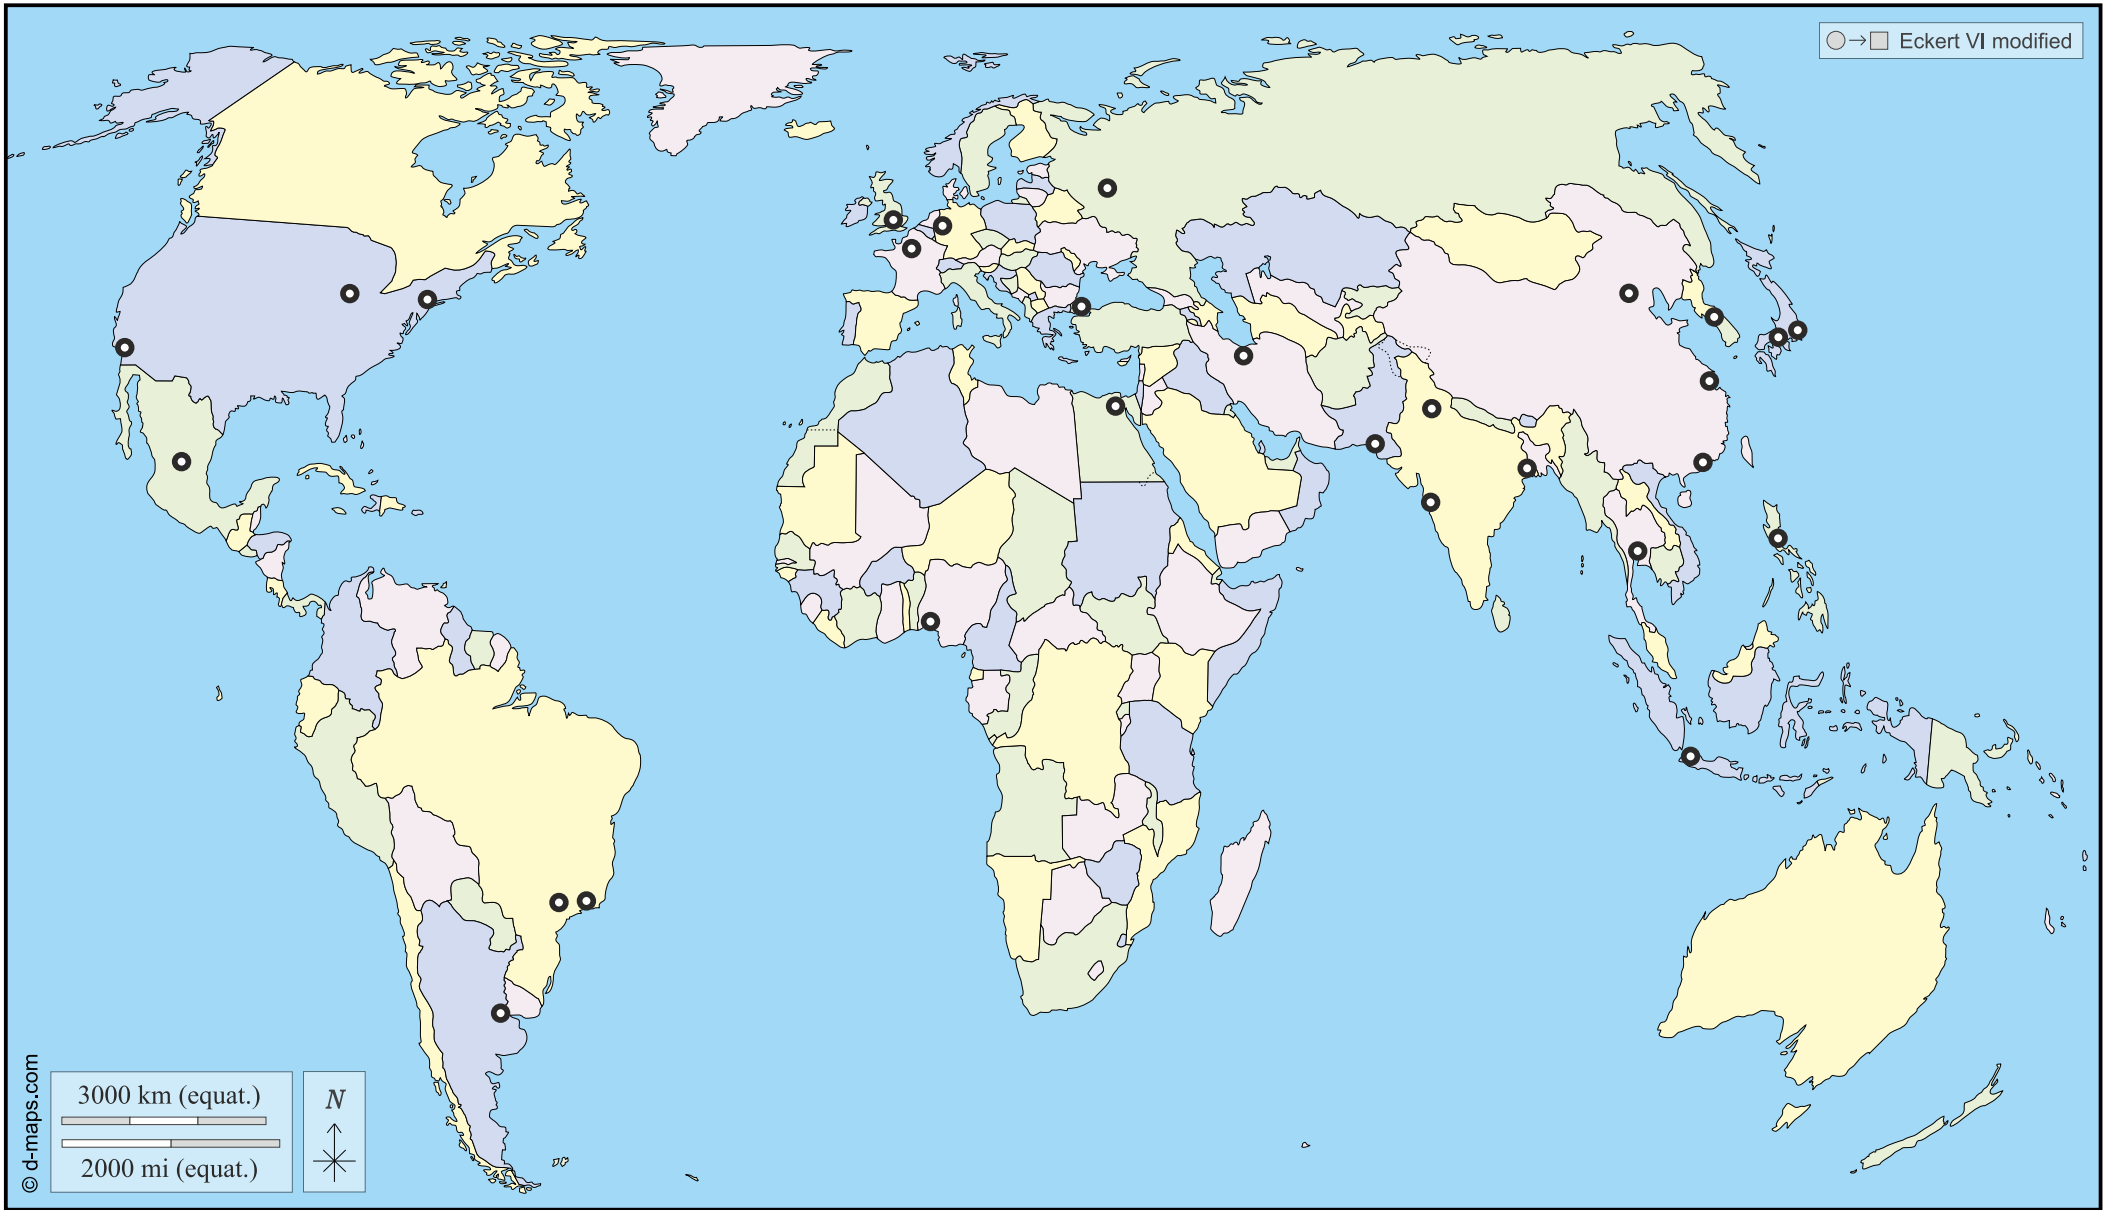 ○→□ Eckert VI modified
3000 km (equat.)
2000 mi (equat.)
N
© d-maps.com